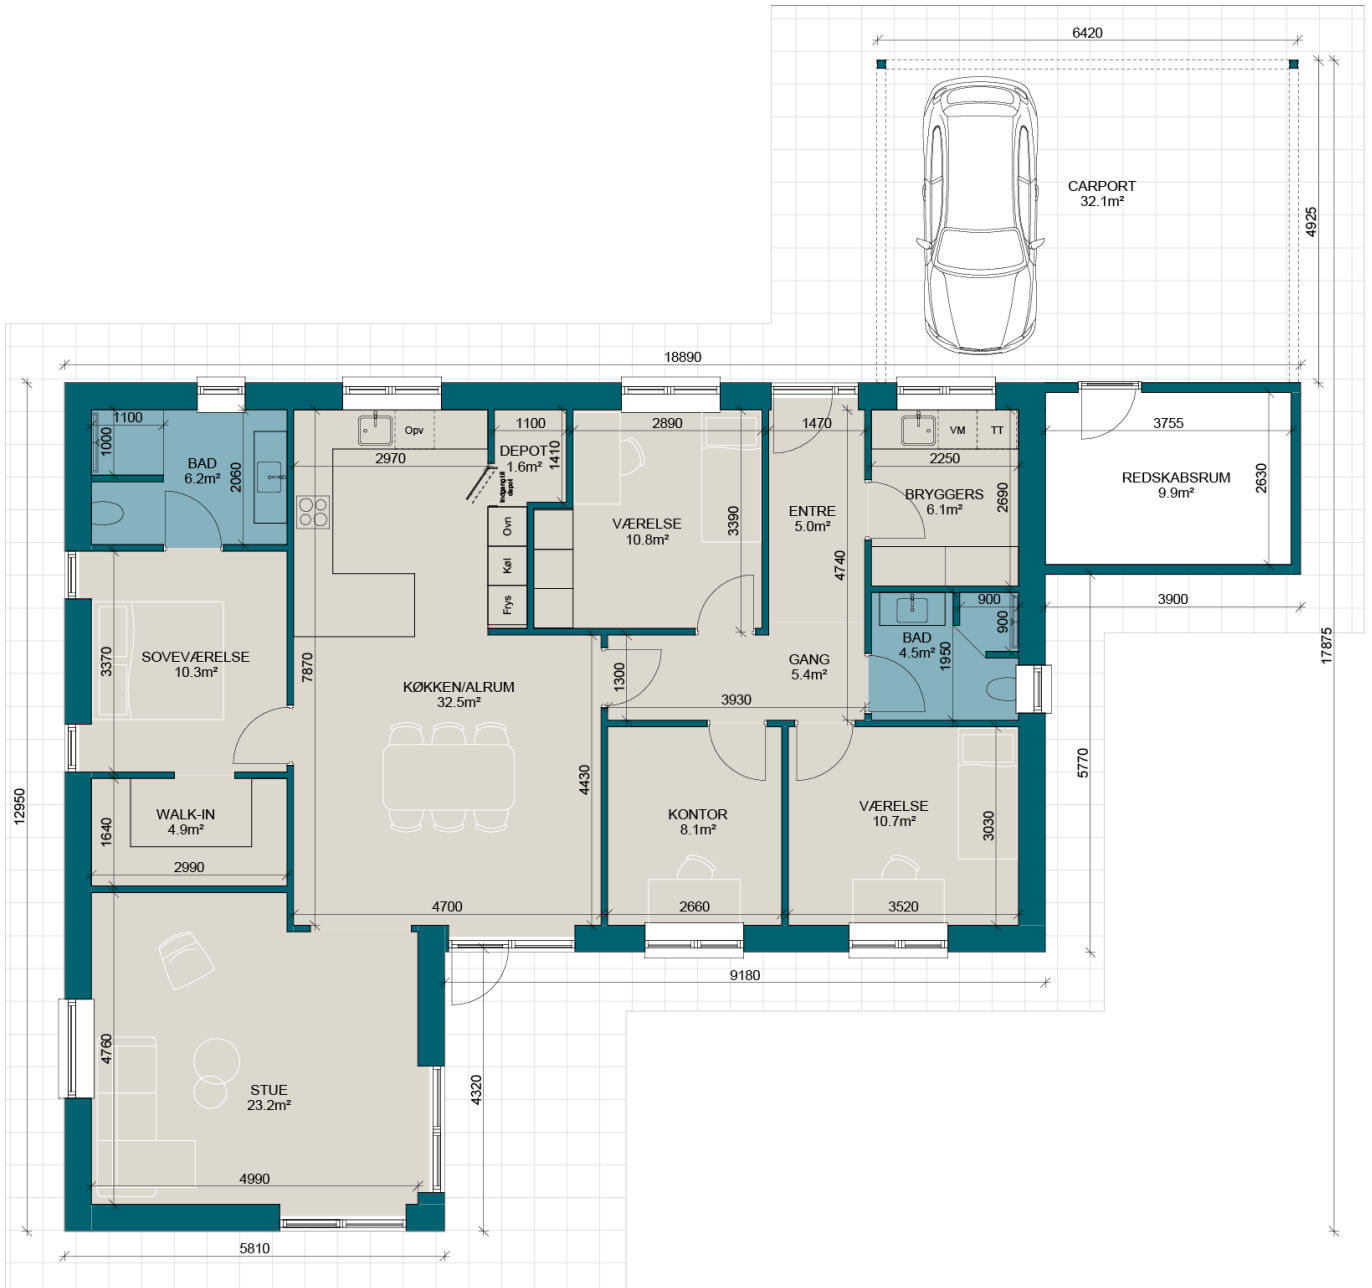 6420
CARPORT
32.1m²
4925
18890
1100
1000
BAD
6.2m²
2060
Opv
2970
1100
DEPOT
1.6m²
1410
Indgang til
depot
2890
1470
VM
TT
2250
3755
REDSKABSRUM
9.9m²
2630
BRYGGERS
6.1m²
2690
ENTRE
5.0m²
VÆRELSE
10.8m²
3390
4740
Ovn
Køl
Frys
900
900
3900
BAD
4.5m²
1950
17875
SOVEVÆRELSE
10.3m²
3370
7870
KØKKEN/ALRUM
32.5m²
1300
GANG
5.4m²
3930
5770
4430
12950
WALK-IN
4.9m²
1640
2990
KONTOR
8.1m²
VÆRELSE
10.7m²
3030
4700
2660
3520
9180
4760
STUE
23.2m²
4320
4990
5810